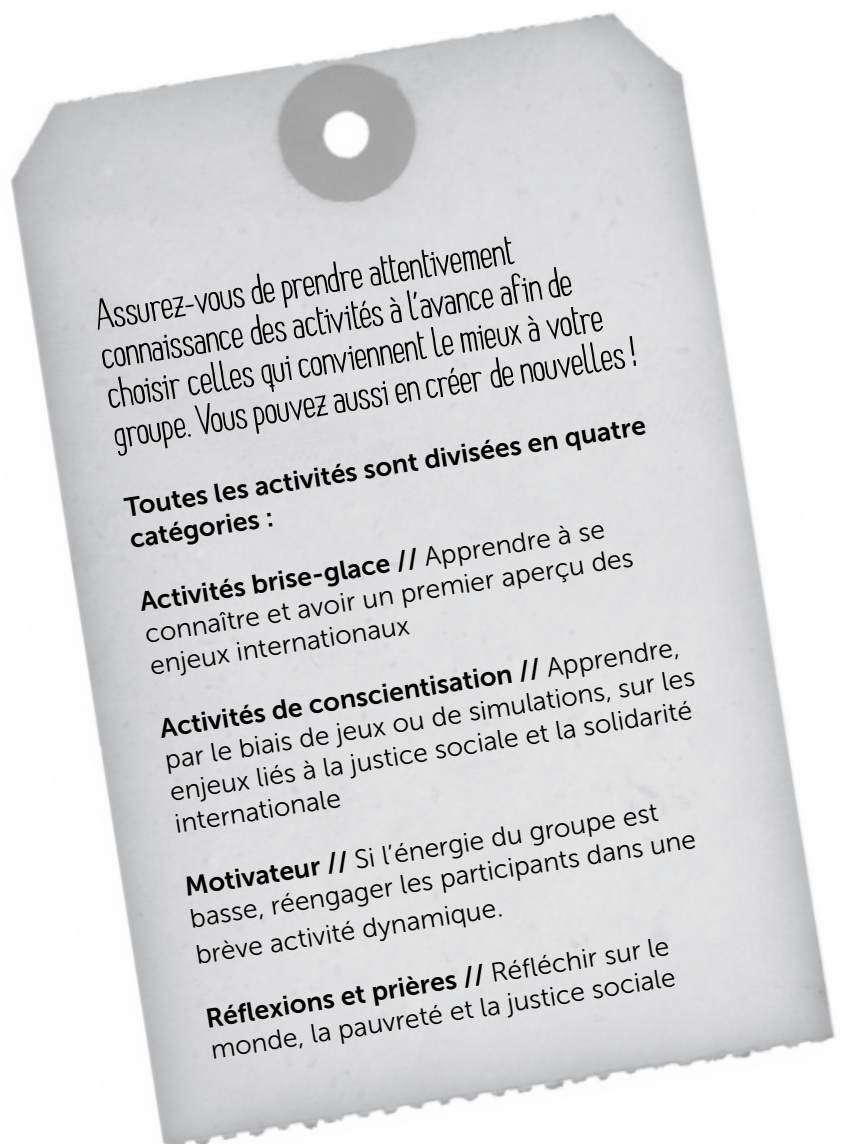 Assurez-vous de prendre attentivement
connaissance des activités à l'avance afin de
choisir celles qui conviennent le mieux à votre
groupe. Vous pouvez aussi en créer de nouvelles !
Toutes les activités sont divisées en quatre
catégories :
Activités brise-glace // Apprendre à se
connaître et avoir un premier aperçu des
enjeux internationaux
Activités de conscientisation // Apprendre,
par le biais de jeux ou de simulations, sur les
enjeux liés à la justice sociale et la solidarité
internationale
Motivateur // Si l'énergie du groupe est
basse, réengager les participants dans une
brève activité dynamique.
Réflexions et prières // Réfléchir sur le
monde, la pauvreté et la justice sociale